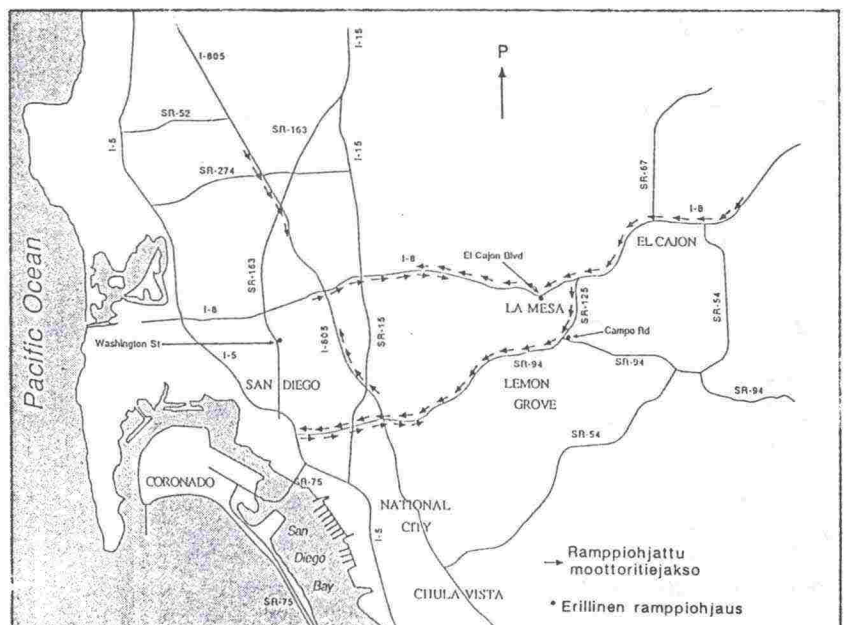 I-15
I-805
P
SR-52
SR-163
I-5
I-15
SR-67
SR-274
I-8
EL CAJON
El Cajon Blvd
Pacific Ocean
SR-163
I-8
LA MESA
SR-125
SR-54
I-8
SR-15
I-805
Campo Rd
Washington St
I-5
SR-94
SR-94
SAN DIEGO
LEMON
GROVE
SR-94
SR-54
CORONADO
SR-75
NATIONAL
CITY
I-5
San
Diego
Bay
SR-75
CHULA VISTA
Ramppiohjattu
moottoritiejakso
Erillinen ramppiohjaus